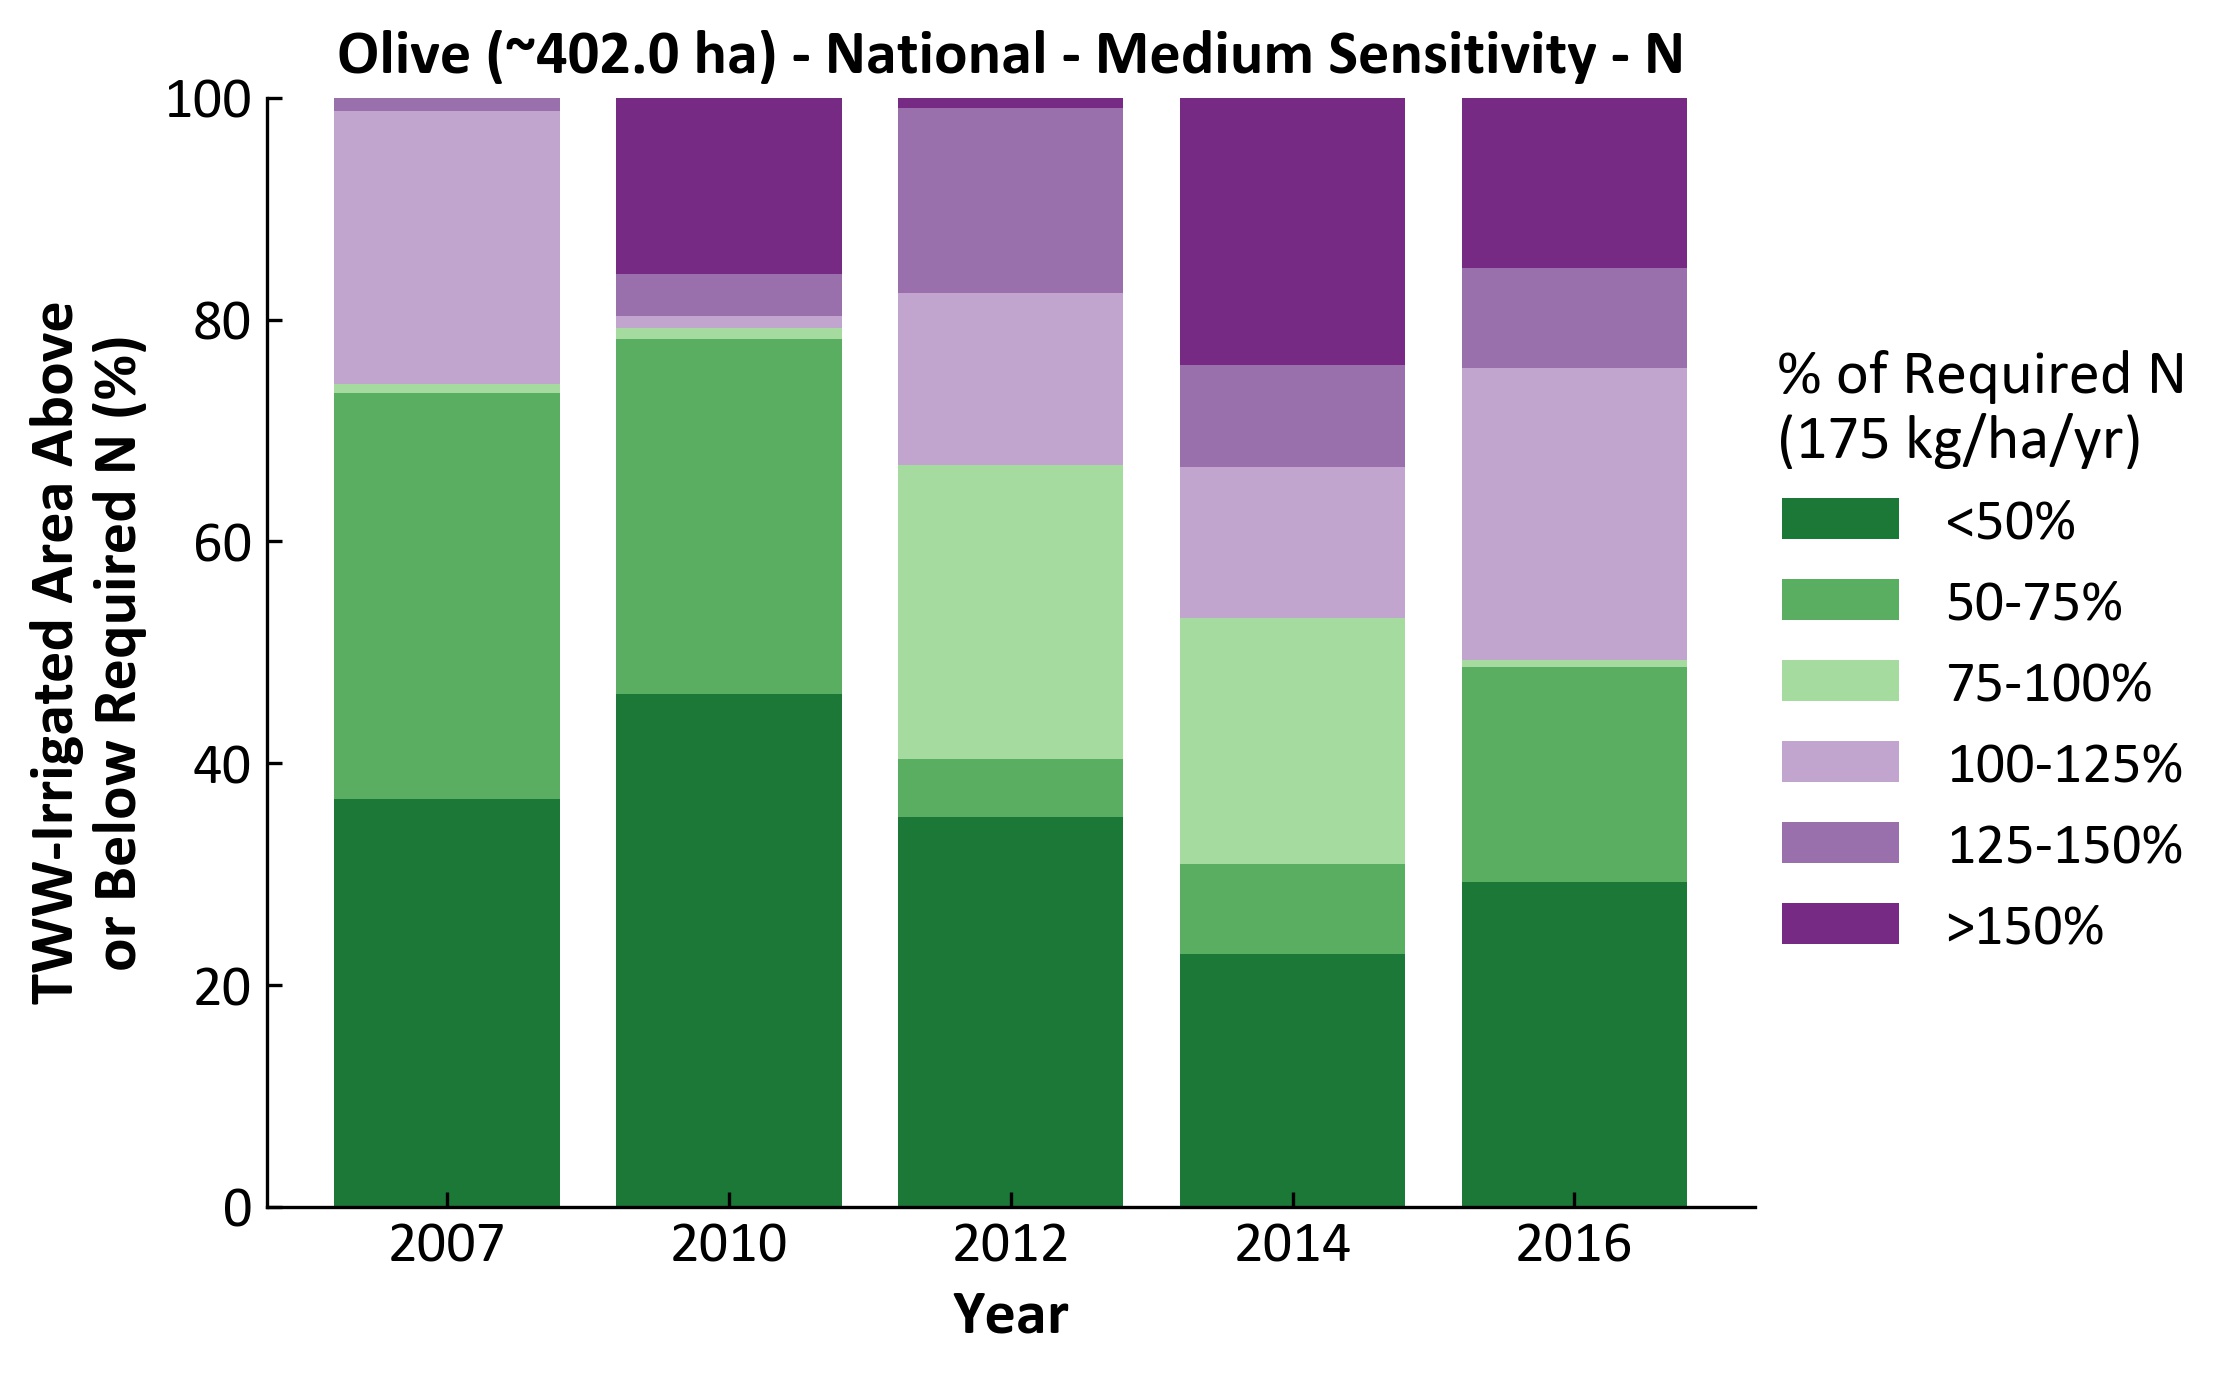 Olive (~402.0 ha) - National - Medium Sensitivity - N
TWW-Irrigated Area Above
or Below Required N (%)
100
80
60
40
20
0
2007
2010
2012
2014
2016
Year
% of Required N
(175 kg/ha/yr)
<50%
50-75%
75-100%
100-125%
125-150%
>150%